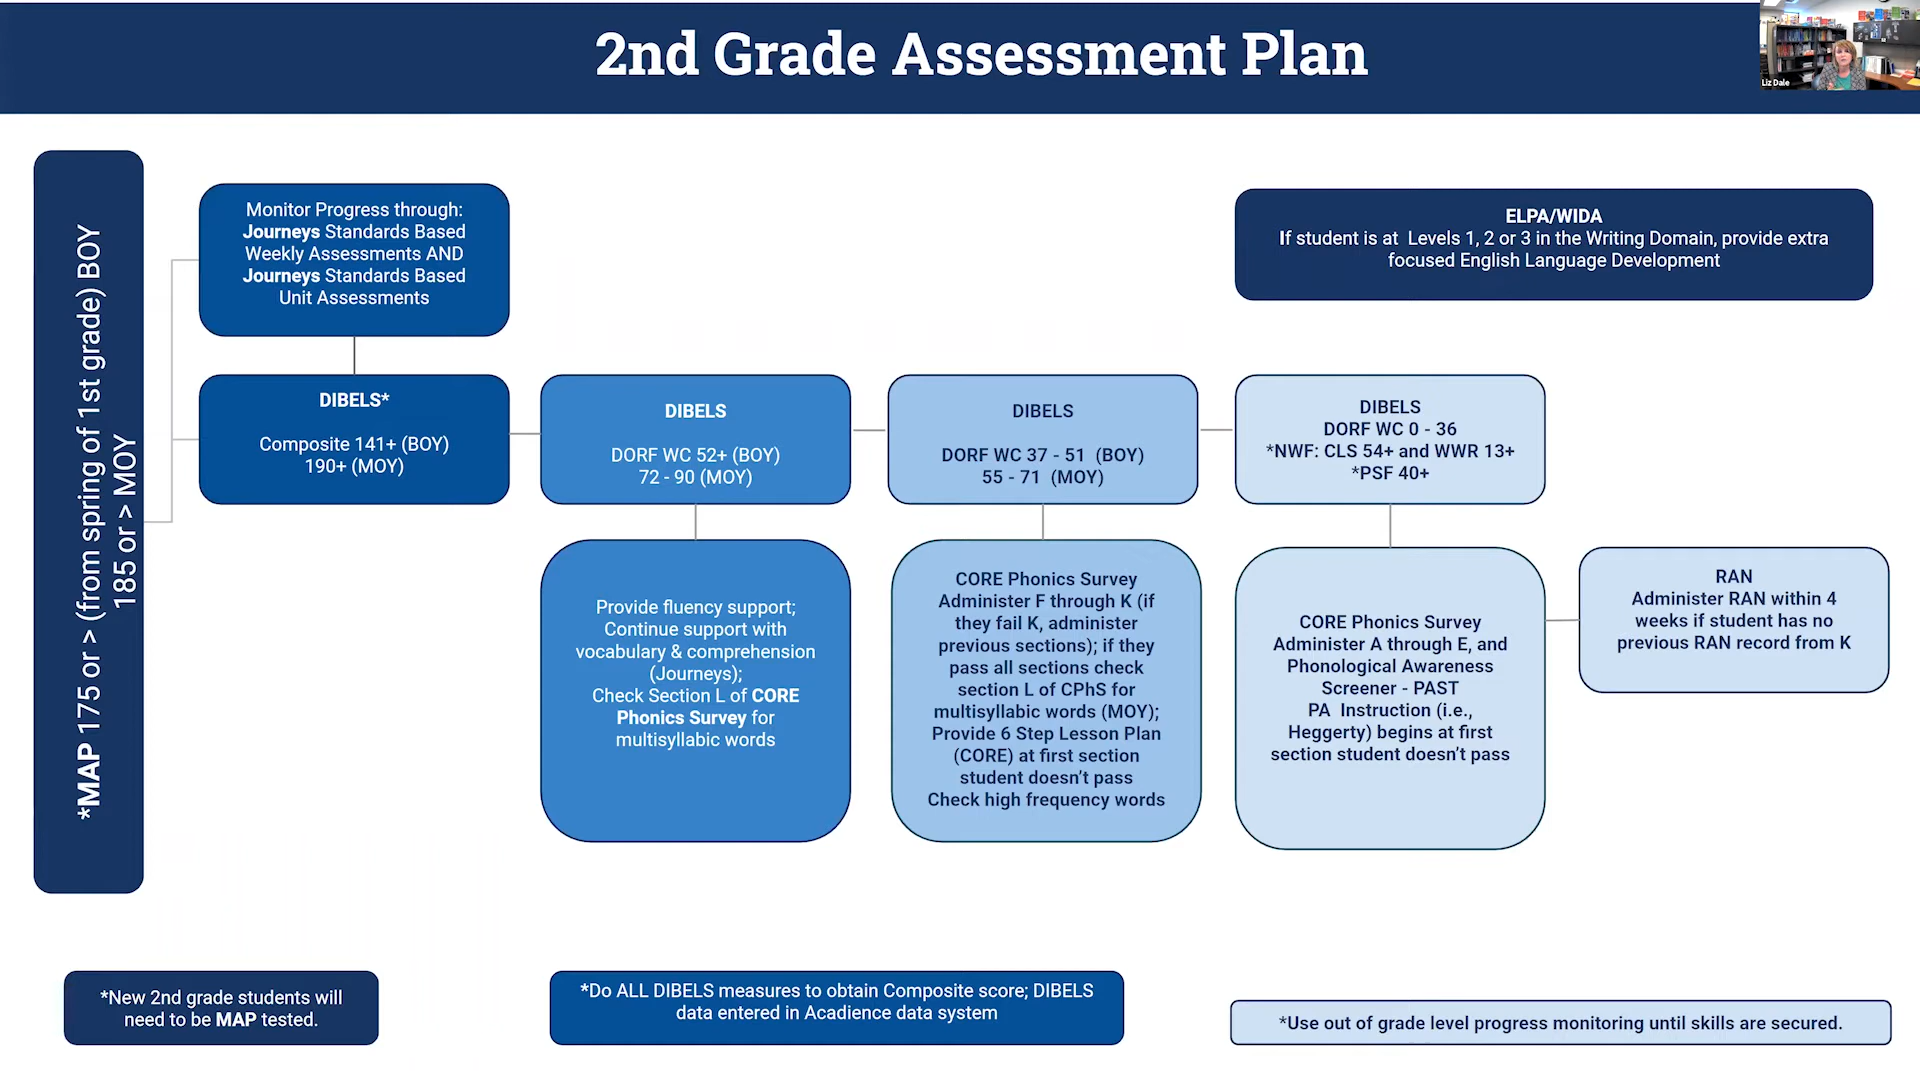 2nd Grade Assessment Plan
Liz Dale
*MAP 175 or > (from spring of 1st grade) BOY
185 or > MOY
Monitor Progress through:
Journeys Standards Based
Weekly Assessments AND
Journeys Standards Based
Unit Assessments
ELPA/WIDA
If student is at Levels 1, 2 or 3 in the Writing Domain, provide extra
focused English Language Development
DIBELS*
Composite 141+ (BOY)
190+ (MOY)
DIBELS
DORF WC 52+ (BOY)
72 - 90 (MOY)
DIBELS
DORF WC 37 - 51 (BOY)
55 - 71 (MOY)
DIBELS
DORF WC 0 - 36
*NWF: CLS 54+ and WWR 13+
*PSF 40+
Provide fluency support;
Continue support with
vocabulary & comprehension
(Journeys);
Check Section L of CORE
Phonics Survey for
multisyllabic words
CORE Phonics Survey
Administer F through K (if
they fail K, administer
previous sections); if they
pass all sections check
section L of CPhS for
multisyllabic words (MOY);
Provide 6 Step Lesson Plan
(CORE) at first section
student doesn't pass
Check high frequency words
CORE Phonics Survey
Administer A through E, and
Phonological Awareness
Screener - PAST
PA Instruction (i.e.,
Heggerty) begins at first
section student doesn't pass
RAN
Administer RAN within 4
weeks if student has no
previous RAN record from K
*New 2nd grade students will
need to be MAP tested.
*Do ALL DIBELS measures to obtain Composite score; DIBELS
data entered in Acadience data system
*Use out of grade level progress monitoring until skills are secured.